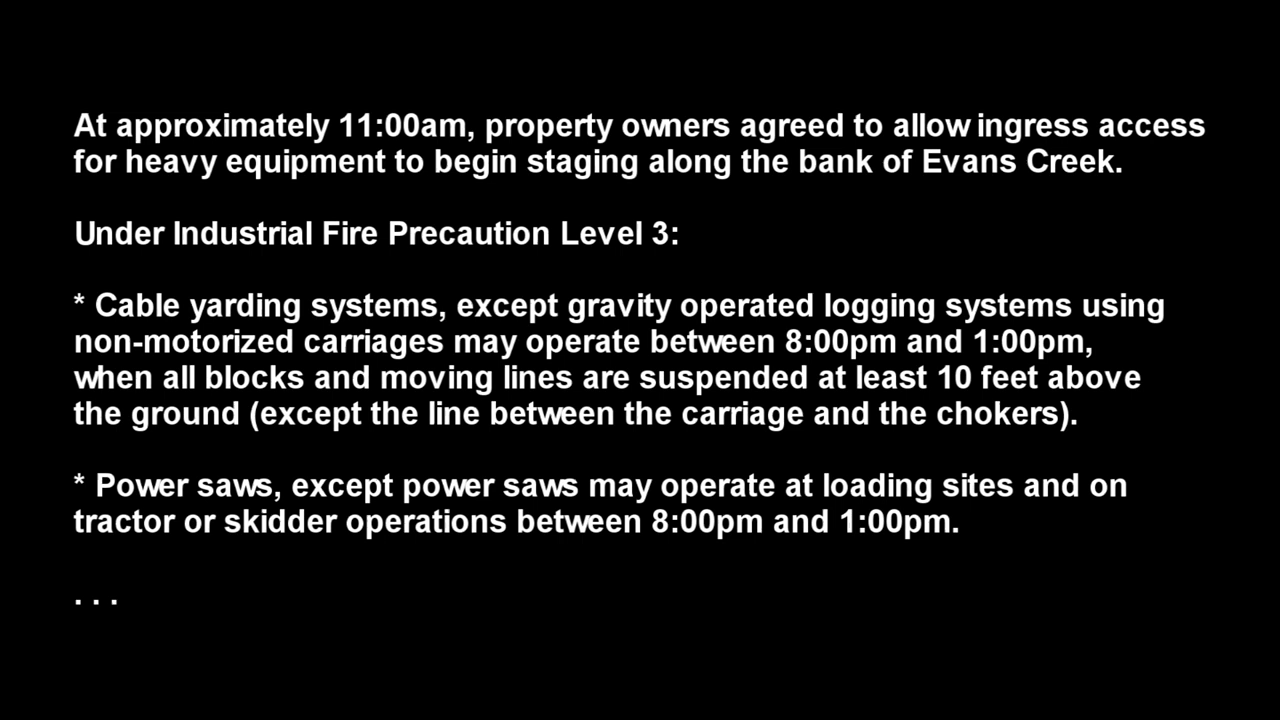 At approximately 11:00am, property owners agreed to allow ingress access
for heavy equipment to begin staging along the bank of Evans Creek.
Under Industrial Fire Precaution Level 3:
* Cable yarding systems, except gravity operated logging systems using
non-motorized carriages may operate between 8:00pm and 1:00pm,
when all blocks and moving lines are suspended at least 10 feet above
the ground (except the line between the carriage and the chokers).
* Power saws, except power saws may operate at loading sites and on
tractor or skidder operations between 8:00pm and 1:00pm.
. . .